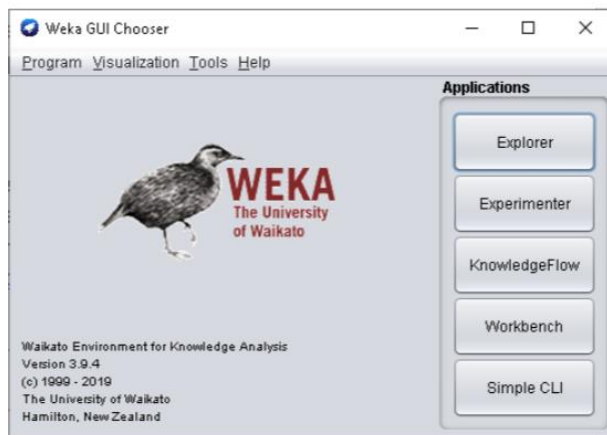 Weka GUI Chooser
Program Visualization Tools Help
Applications
WEKA
The University
of Waikato
Explorer
Experimenter
KnowledgeFlow
Workbench
Simple CLI
Waikato Environment for Knowledge Analysis
Version 3.9.4
(c) 1999 - 2019
The University of Waikato
Hamilton, New Zealand